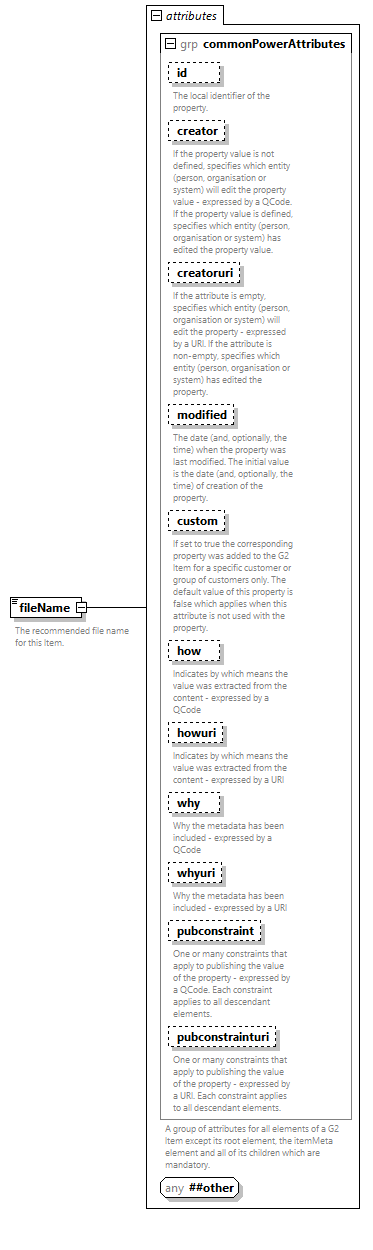 attributes
grp commonPowerAttributes
id
The local identifier of the
property.
creator
If the property value is not
defined, specifies which entity
(person, organisation or
system) will edit the property
value - expressed by a QCode.
If the property value is defined,
specifies which entity (person,
organisation or system) has
edited the property value.
creatoruri
If the attribute is empty,
specifies which entity (person,
organisation or system) will
edit the property - expressed
by a URI. If the attribute is
non-empty, specifies which
entity (person, organisation or
system) has edited the
property.
modified
The date (and, optionally, the
time) when the property was
last modified. The initial value
is the date (and, optionally, the
time) of creation of the
property.
custom
If set to true the corresponding
property was added to the G2
Item for a specific customer or
group of customers only. The
default value of this property is
false which applies when this
attribute is not used with the
property.
fileName
The recommended file name
for this Item.
how
Indicates by which means the
value was extracted from the
content - expressed by a
QCode
howuri
Indicates by which means the
value was extracted from the
content - expressed by a URI
why
Why the metadata has been
included - expressed by a
QCode
whyuri
Why the metadata has been
included - expressed by a URI
pubconstraint
One or many constraints that
apply to publishing the value
of the property - expressed by
a QCode. Each constraint
applies to all descendant
elements.
pubconstrainturi
One or many constraints that
apply to publishing the value
of the property - expressed by
a URI. Each constraint applies
to all descendant elements.
A group of attributes for all elements of a G2
Item except its root element, the itemMeta
element and all of its children which are
mandatory.
any ##other